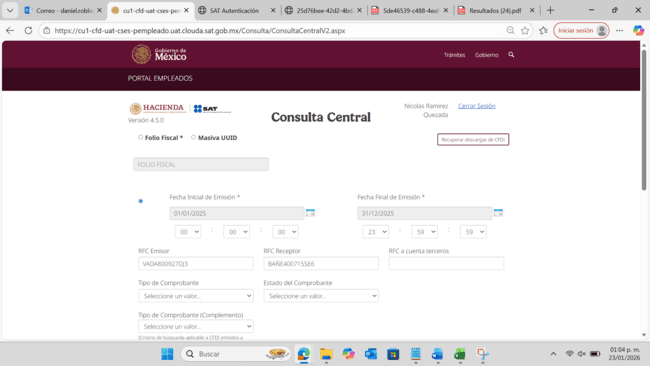 Correo - daniel.roble
cu1-cfd-uat-cses-pempl
SAT Autenticación
25d76bee-42d2-4bd
5de46539-c488-4eal
Resultados (24).pdf
https://cu1-cfd-uat-cses-pempleado.uat.clouda.sat.gob.mx/Consulta/ConsultaCentralV2.aspx
Iniciar sesión
Gobierno de
México
Trámites
Gobierno
PORTAL EMPLEADOS
HACIENDA
SAT
Versión 4.5.0
Consulta Central
Nicolas Ramirez
Quezada
Cerrar Sesión
Folio Fiscal *
Masiva UUID
Recuperar descargas de CFDI
FOLIO FISCAL
Fecha Inicial de Emisión *
Fecha Final de Emisión *
01/01/2025
31/12/2025
00 : 00 : 00
23 : 59 : 59
RFC Emisor
RFC Receptor
RFC a cuenta terceros
VAOA800927DJ3
BAÑE400715SE6
Tipo de Comprobante
Estado del Comprobante
Seleccione un valor...
Seleccione un valor...
Tipo de Comprobante (Complemento)
Seleccione un valor...
(Criterio de búsqueda aplicable a CFDI emitidos a
Buscar
01:04 p. m.
23/01/2026